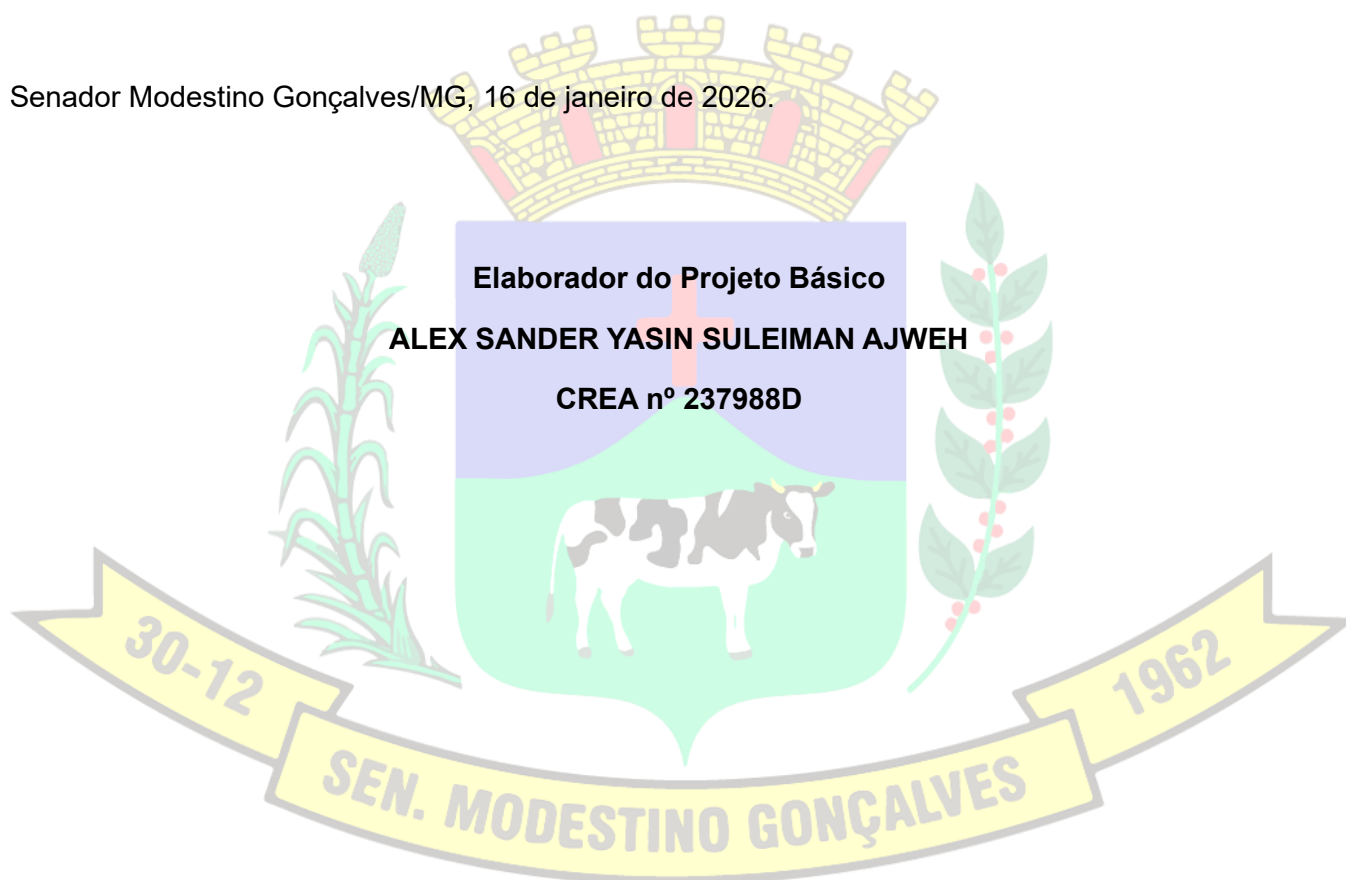 Senador Modestino Gonçalves/MG, 16 de janeiro de 2026.
Elaborador do Projeto Básico
ALEX SANDER YASIN SULEIMAN AJWEH
CREA nº 237988D
30-12
1962
SEN. MODESTINO GONÇALVES